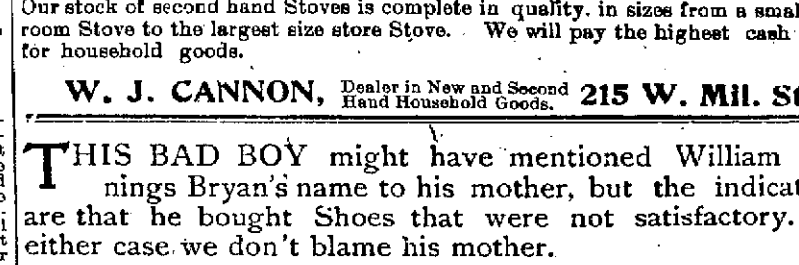 Our stock of second hand Stoves is complete in quality, in sizes from a
room Stove to the largest size store Stove. We will pay the highest cash
for household goods.
W. J. CANNON, Dealer in New and Second Hand Household Goods. 215 W. Mil.
THIS BAD BOY might have mentioned William
nings Bryan's name to his mother, but the
are that he bought Shoes that were not satisfactory.
either case we don't blame his mother.